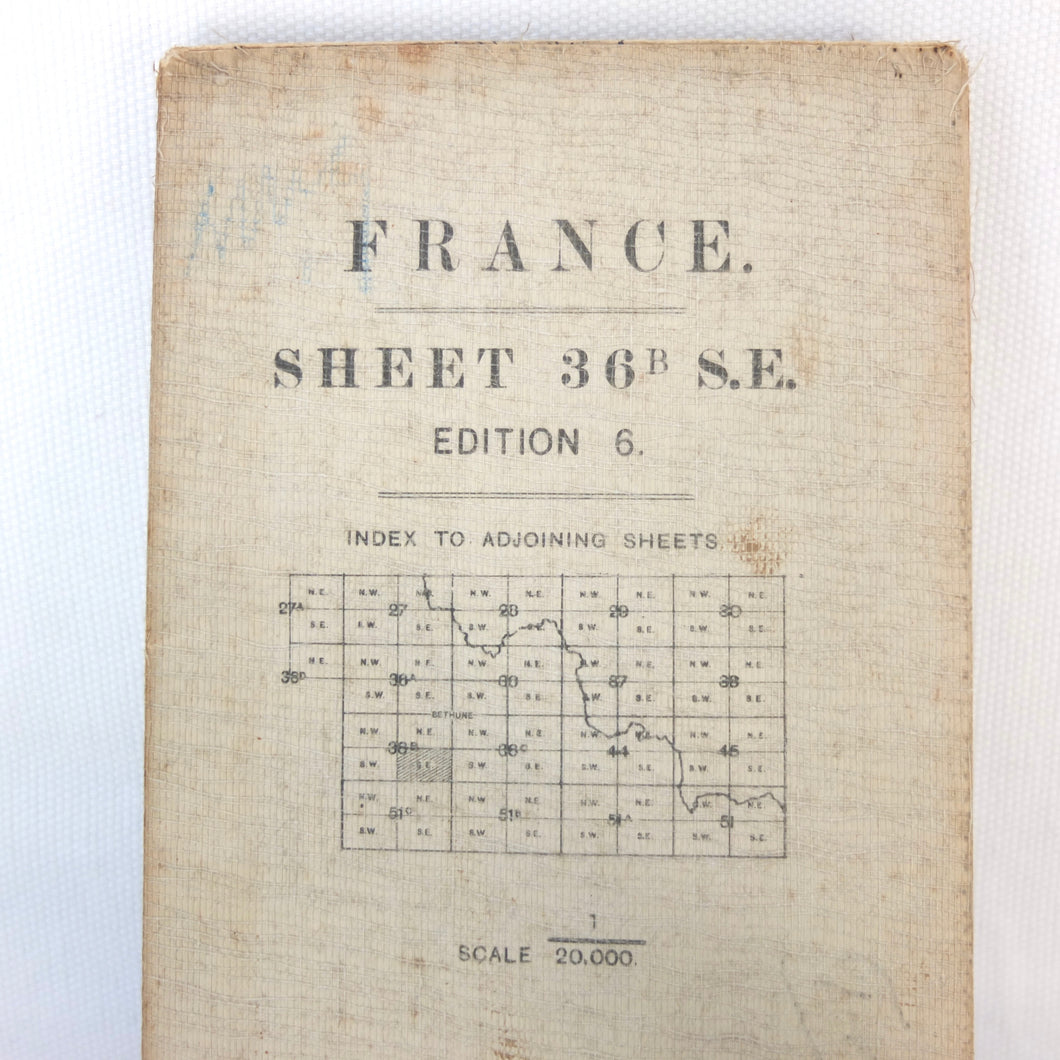 FRANCE.
SHEET 36B S.E.
EDITION 6.
INDEX TO ADJOINING SHEETS
N.E. N.W. N.E. N.W. N.E. N.W. N.E. N.W. N.E.
27A 27 28 29 30
S.E. S.W. S.E. S.W. S.E. S.W. S.E. S.W. S.E.
N.E. N.W. N.E. N.W. N.E. N.W. N.E. N.W. N.E.
36D 36A 36 37 38
S.W. S.E. S.W. S.E. S.W. S.E. S.W. S.E.
BETHUNE
N.W. N.E. N.W. N.E. N.W. N.E. N.W. N.E.
36B 36C 44 45
S.W. S.E. S.W. S.E. S.W. S.E. S.W. S.E.
N.W. N.E. N.W. N.E. N.W. N.E. N.W. N.E.
51C 51B 51A 51
S.W. S.E. S.W. S.E. S.W. S.E. S.W. S.E.
1
SCALE 20,000.